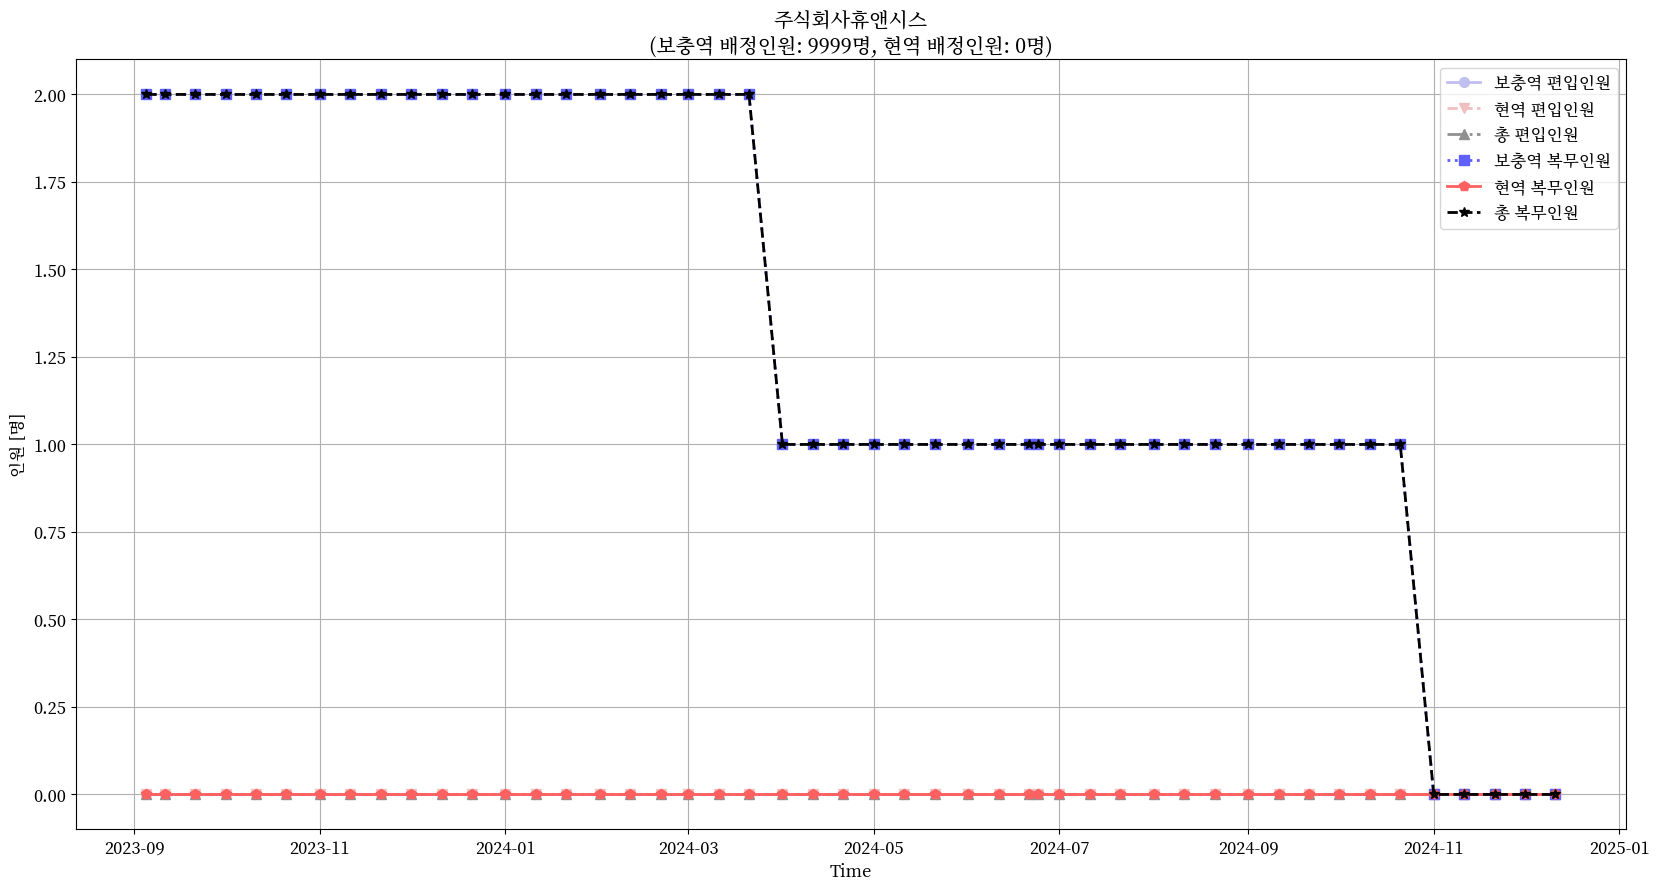 주식회사휴앤시스
(보충역 배정인원: 9999명, 현역 배정인원: 0명)
보충역 편입인원
현역 편입인원
총 편입인원
보충역 복무인원
현역 복무인원
총 복무인원
2.00
1.75
1.50
1.25
1.00
0.75
0.50
0.25
0.00
인원 [명]
2023-09
2023-11
2024-01
2024-03
2024-05
2024-07
2024-09
2024-11
2025-01
Time